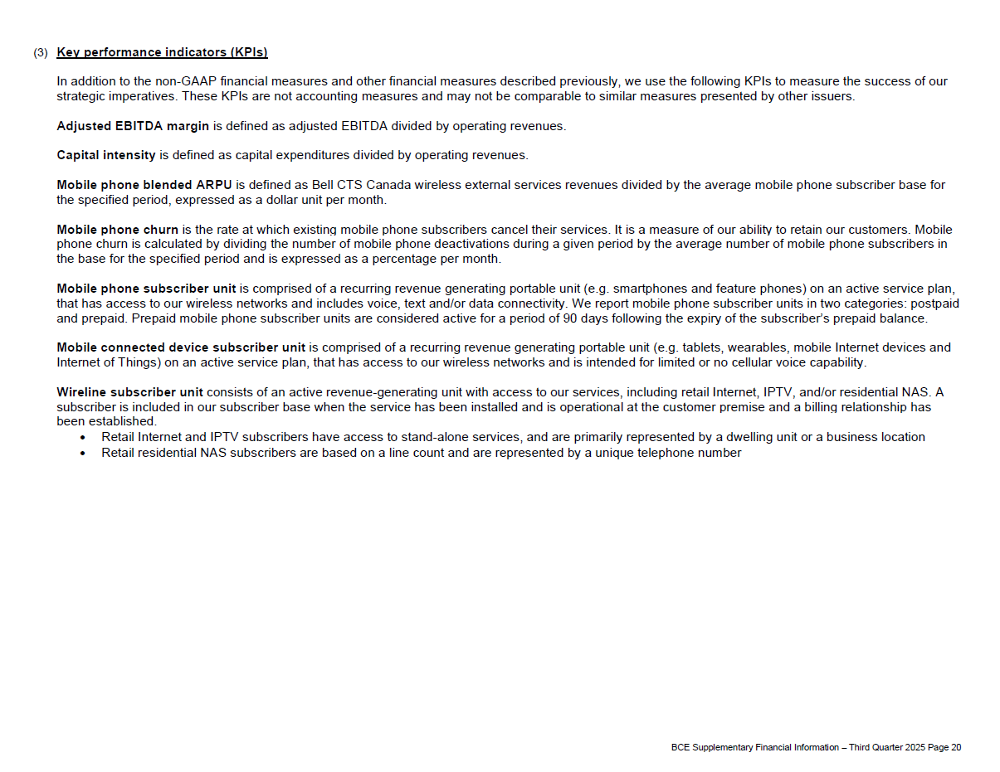 (3) Key performance indicators (KPIs)
In addition to the non-GAAP financial measures and other financial measures described previously, we use the following KPIs to measure the success of our
strategic imperatives. These KPIs are not accounting measures and may not be comparable to similar measures presented by other issuers.
Adjusted EBITDA margin is defined as adjusted EBITDA divided by operating revenues.
Capital intensity is defined as capital expenditures divided by operating revenues.
Mobile phone blended ARPU is defined as Bell CTS Canada wireless external services revenues divided by the average mobile phone subscriber base for
the specified period, expressed as a dollar unit per month.
Mobile phone churn is the rate at which existing mobile phone subscribers cancel their services. It is a measure of our ability to retain our customers. Mobile
phone churn is calculated by dividing the number of mobile phone deactivations during a given period by the average number of mobile phone subscribers in
the base for the specified period and is expressed as a percentage per month.
Mobile phone subscriber unit is comprised of a recurring revenue generating portable unit (e.g. smartphones and feature phones) on an active service plan,
that has access to our wireless networks and includes voice, text and/or data connectivity. We report mobile phone subscriber units in two categories: postpaid
and prepaid. Prepaid mobile phone subscriber units are considered active for a period of 90 days following the expiry of the subscriber’s prepaid balance.
Mobile connected device subscriber unit is comprised of a recurring revenue generating portable unit (e.g. tablets, wearables, mobile Internet devices and
Internet of Things) on an active service plan, that has access to our wireless networks and is intended for limited or no cellular voice capability.
Wireline subscriber unit consists of an active revenue-generating unit with access to our services, including retail Internet, IPTV, and/or residential NAS. A
subscriber is included in our subscriber base when the service has been installed and is operational at the customer premise and a billing relationship has
been established.
• Retail Internet and IPTV subscribers have access to stand-alone services, and are primarily represented by a dwelling unit or a business location
• Retail residential NAS subscribers are based on a line count and are represented by a unique telephone number
BCE Supplementary Financial Information – Third Quarter 2025 Page 20